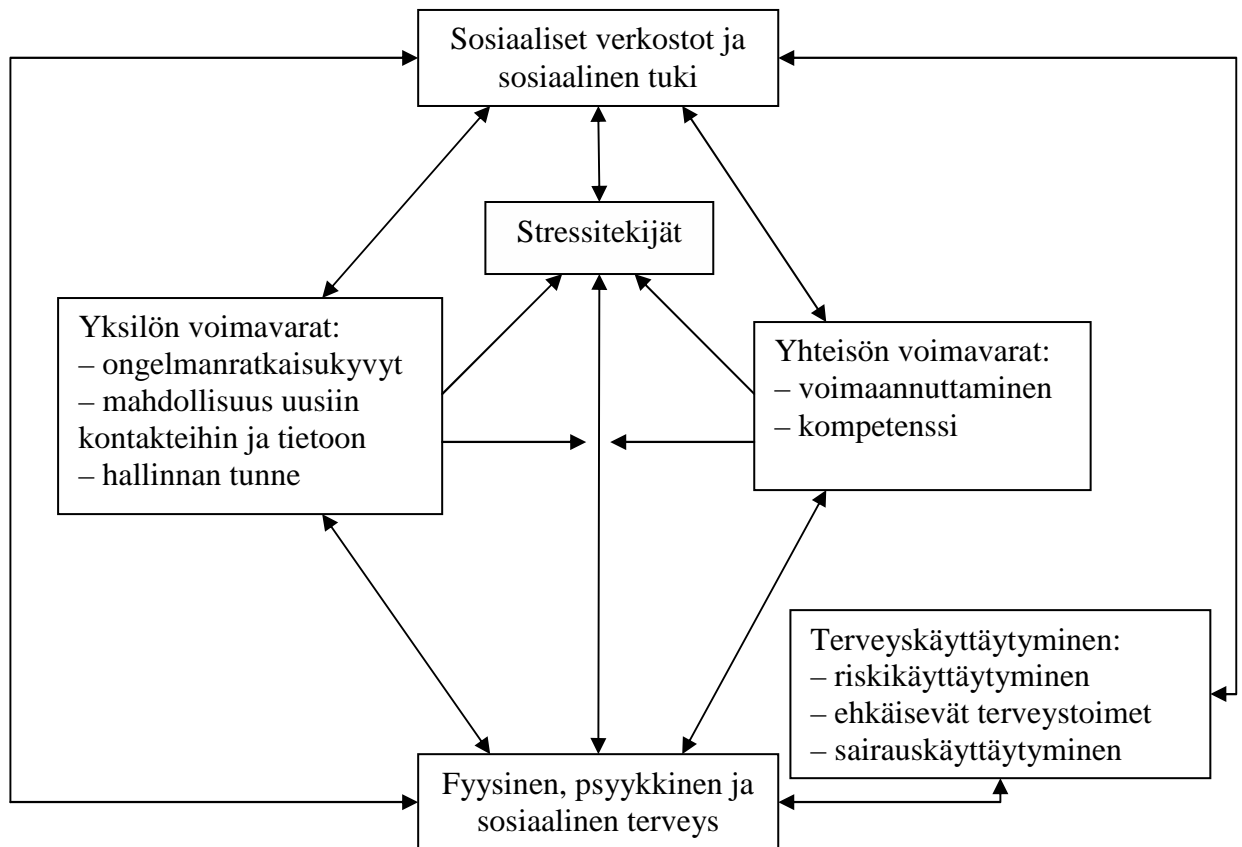 Sosiaaliset verkostot ja
sosiaalinen tuki
Stressitekijät
Yksilön voimavarat:
– ongelmanratkaisukyvyt
– mahdollisuus uusiin
kontakteihin ja tietoon
– hallinnan tunne
Yhteisön voimavarat:
– voimaannuttaminen
– kompetenssi
Terveyskäyttäytyminen:
– riskikäyttäytyminen
– ehkäisevät terveystoimet
– sairauskäyttäytyminen
Fyysinen, psyykkinen ja
sosiaalinen terveys